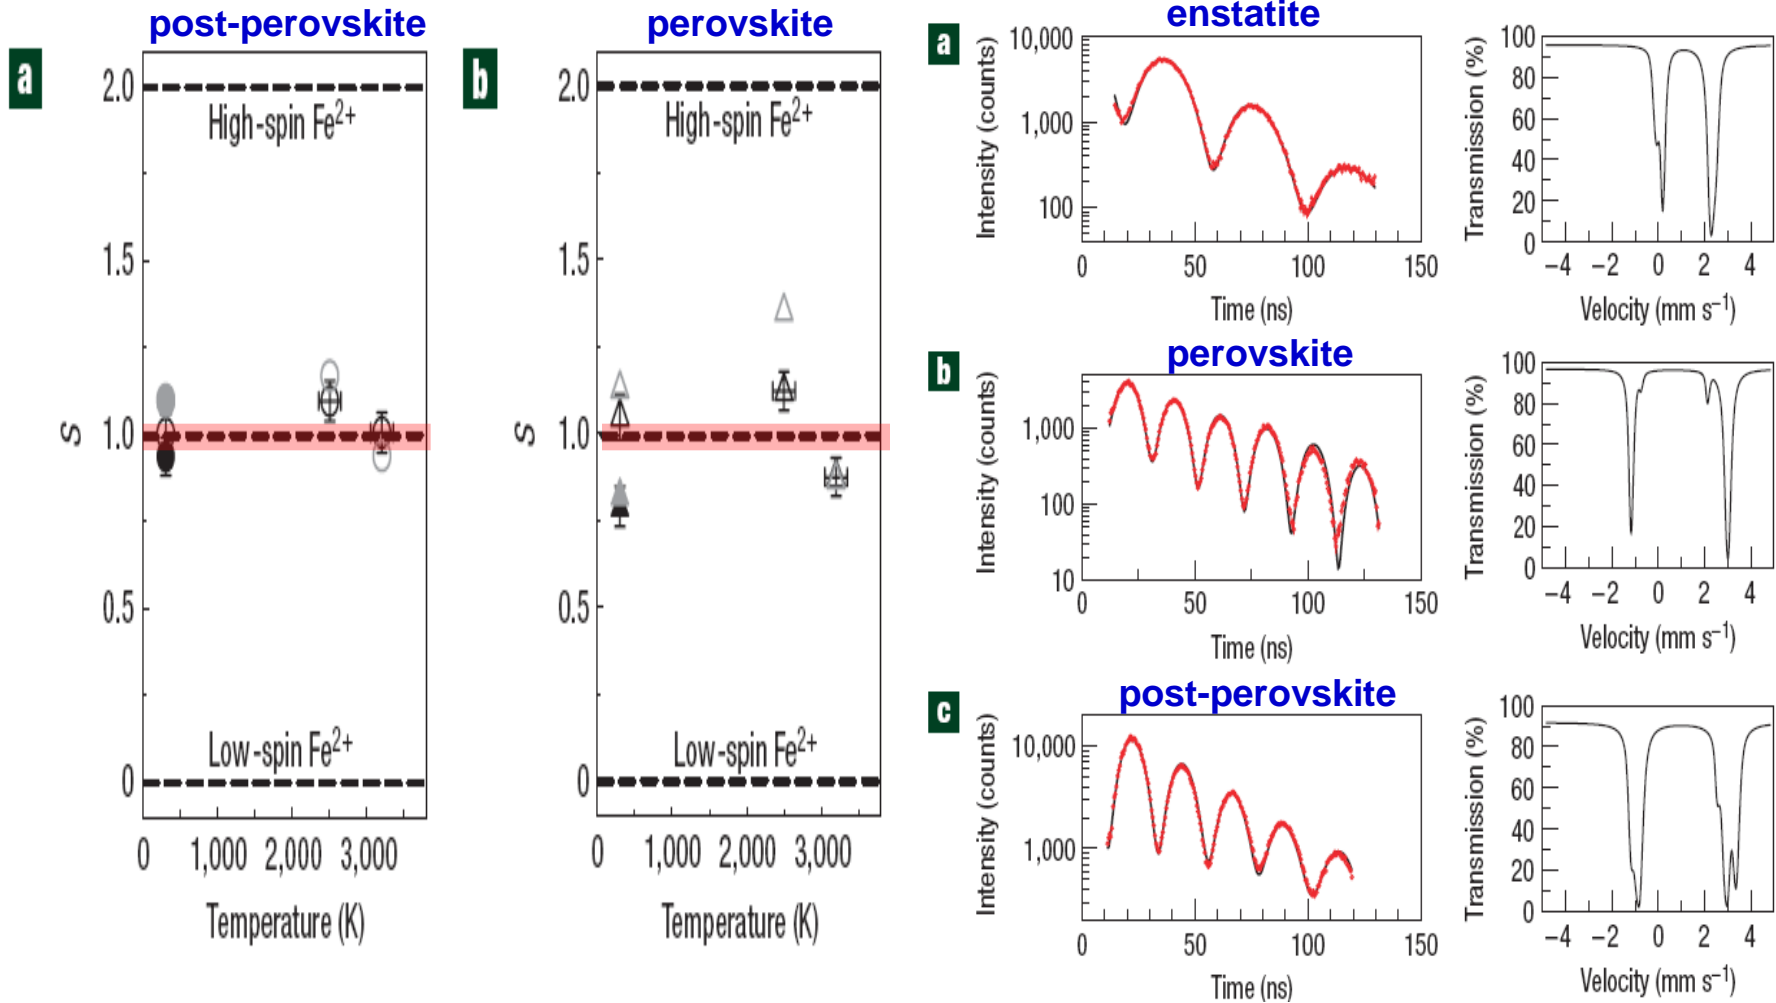 post-perovskite
a
2.0
High-spin Fe²⁺
1.5
S
1.0
0.5
Low-spin Fe²⁺
0
0 1,000 2,000 3,000
Temperature (K)
perovskite
b
2.0
High-spin Fe²⁺
1.5
S
1.0
0.5
Low-spin Fe²⁺
0
0 1,000 2,000 3,000
Temperature (K)
enstatite
a
Intensity (counts)
10,000
1,000
100
0 50 100 150
Time (ns)
Transmission (%)
100
80
60
40
20
0
−4 −2 0 2 4
Velocity (mm s⁻¹)
perovskite
b
Intensity (counts)
1,000
100
10
0 50 100 150
Time (ns)
Transmission (%)
100
80
60
40
20
0
−4 −2 0 2 4
Velocity (mm s⁻¹)
post-perovskite
c
Intensity (counts)
10,000
1,000
0 50 100 150
Time (ns)
Transmission (%)
100
80
60
40
20
0
−4 −2 0 2 4
Velocity (mm s⁻¹)